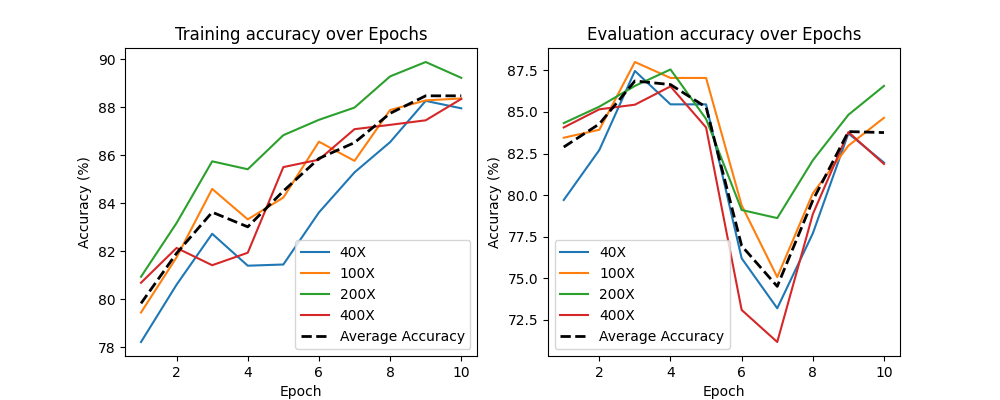 Training accuracy over Epochs
Accuracy (%)
90
88
86
84
82
80
78
2
4
6
8
10
Epoch
40X
100X
200X
400X
Average Accuracy
Evaluation accuracy over Epochs
Accuracy (%)
87.5
85.0
82.5
80.0
77.5
75.0
72.5
2
4
6
8
10
Epoch
40X
100X
200X
400X
Average Accuracy